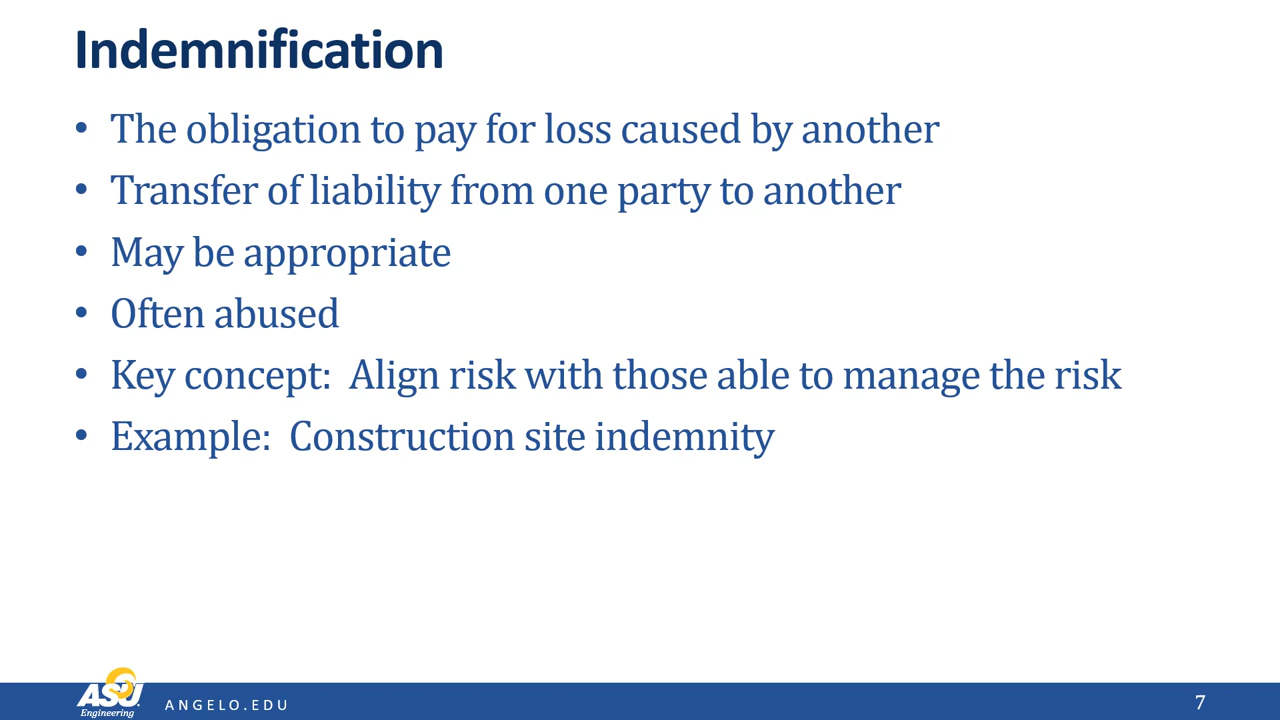 Indemnification
• The obligation to pay for loss caused by another
• Transfer of liability from one party to another
• May be appropriate
• Often abused
• Key concept:  Align risk with those able to manage the risk
• Example:  Construction site indemnity
ASU
Engineering
ANGELO.EDU
7